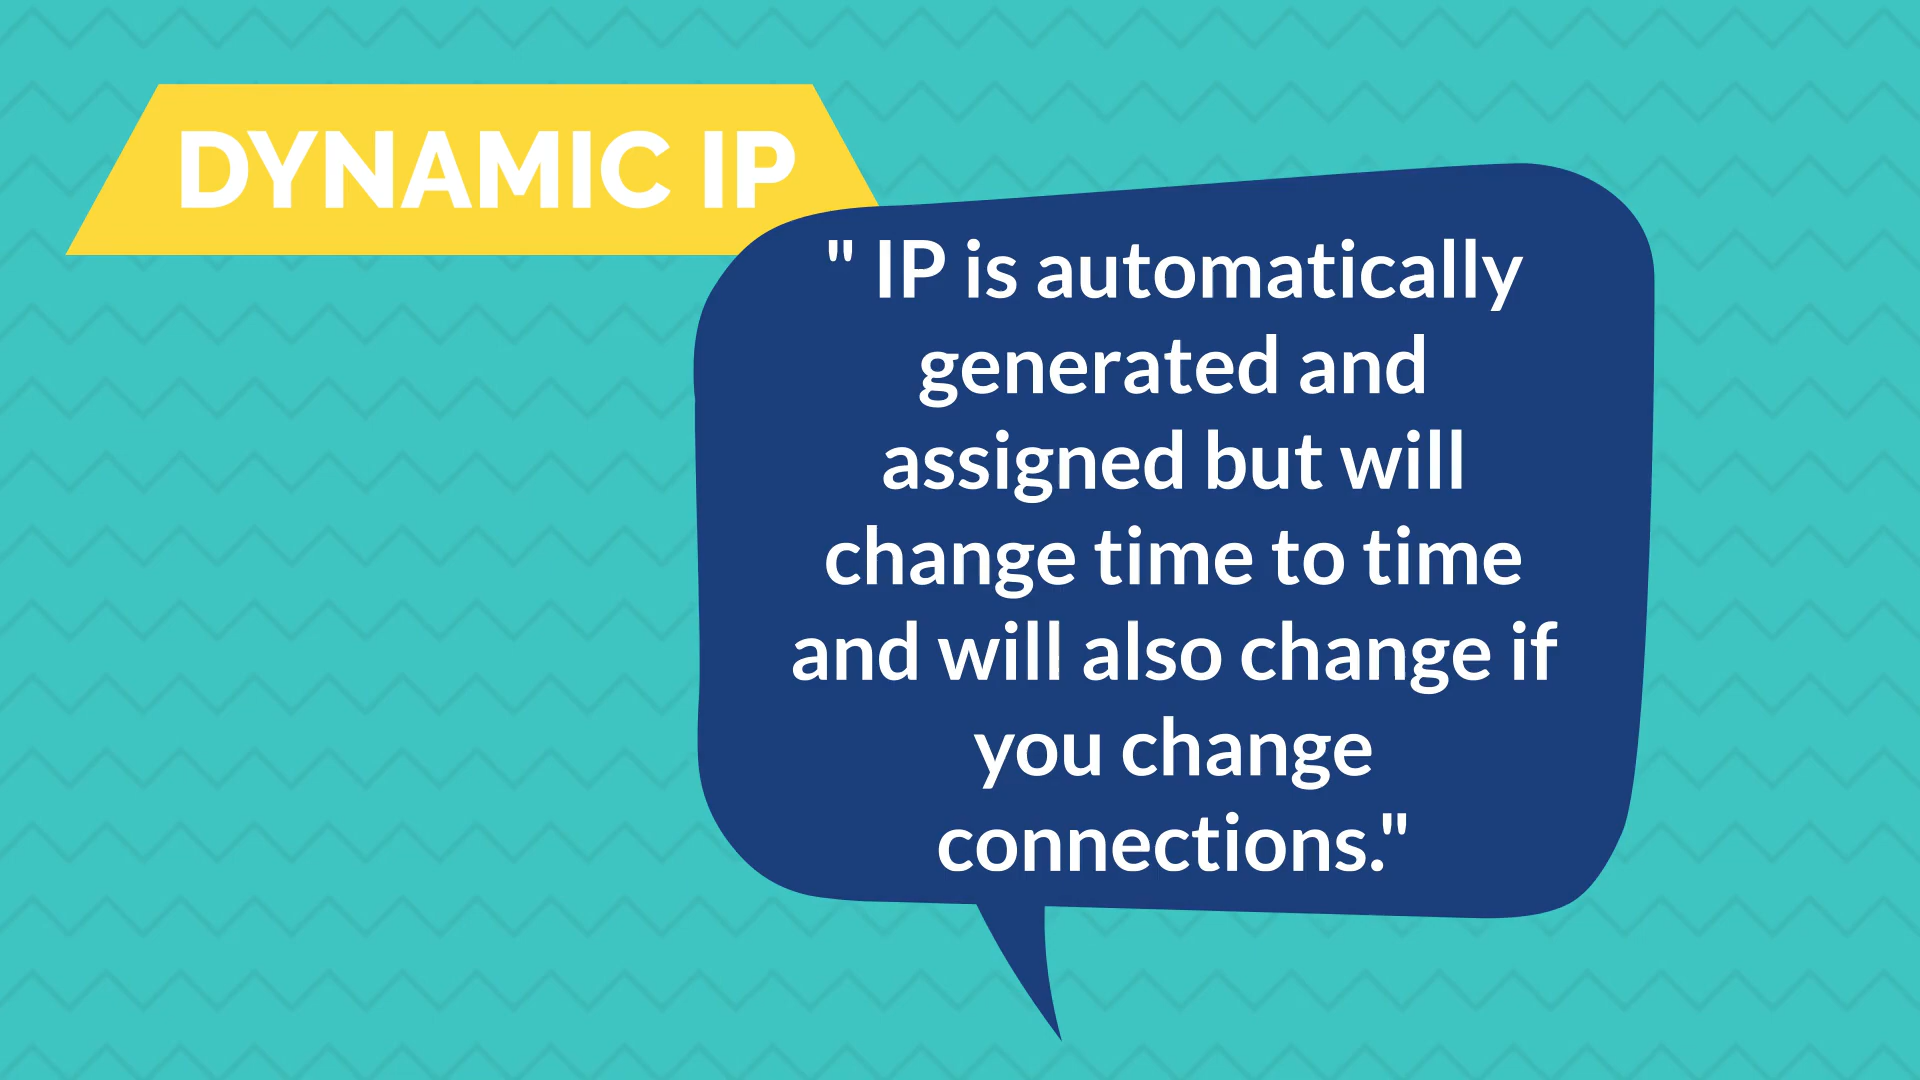 DYNAMIC IP
" IP is automatically
generated and
assigned but will
change time to time
and will also change if
you change
connections."